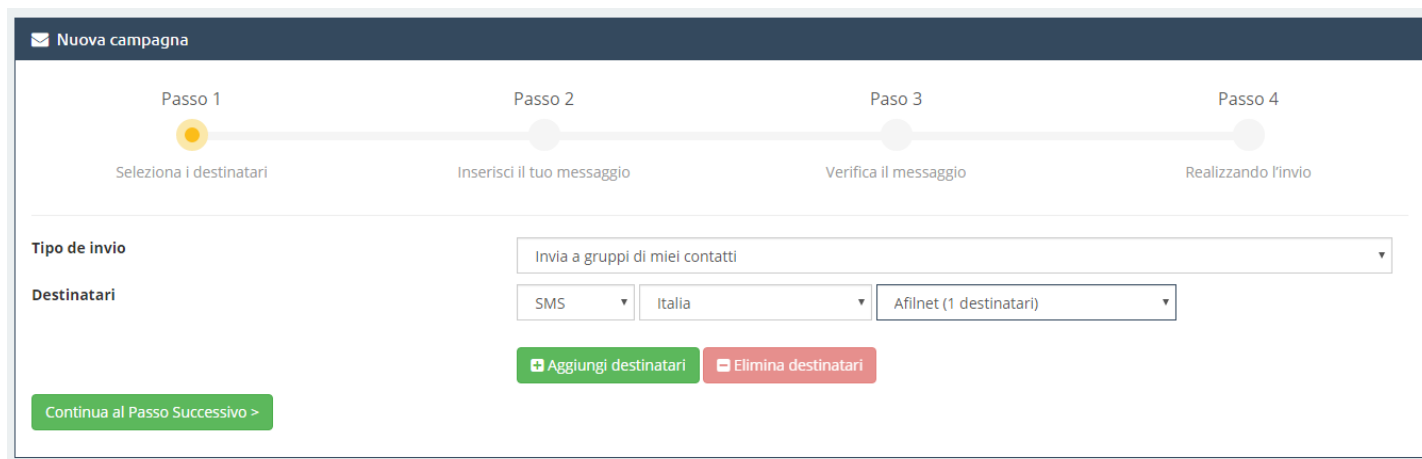 Nuova campagna
Passo 1 Passo 2 Paso 3 Passo 4
Seleziona i destinatari Inserisci il tuo messaggio Verifica il messaggio Realizzando l'invio
Tipo de invio Invia a gruppi di miei contatti
Destinatari SMS Italia Afilnet (1 destinatari)
Aggiungi destinatari Elimina destinatari
Continua al Passo Successivo >